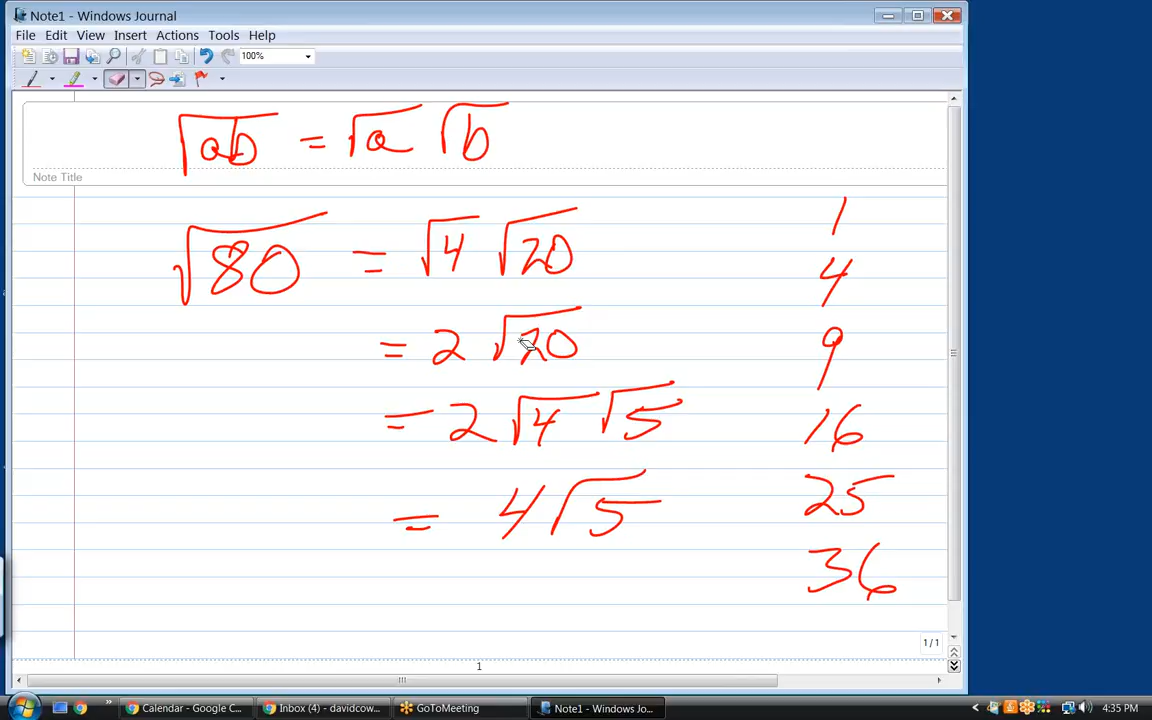 Note1 - Windows Journal
File Edit View Insert Actions Tools Help
100%
√ab = √a √b
Note Title
√80 = √4 √20
= 2 √20
= 2 √4 √5
= 4√5
1
4
9
16
25
36
1/1
1
Calendar - Google C... Inbox (4) - davidcow... GoToMeeting Note1 - Windows Jo... 4:35 PM